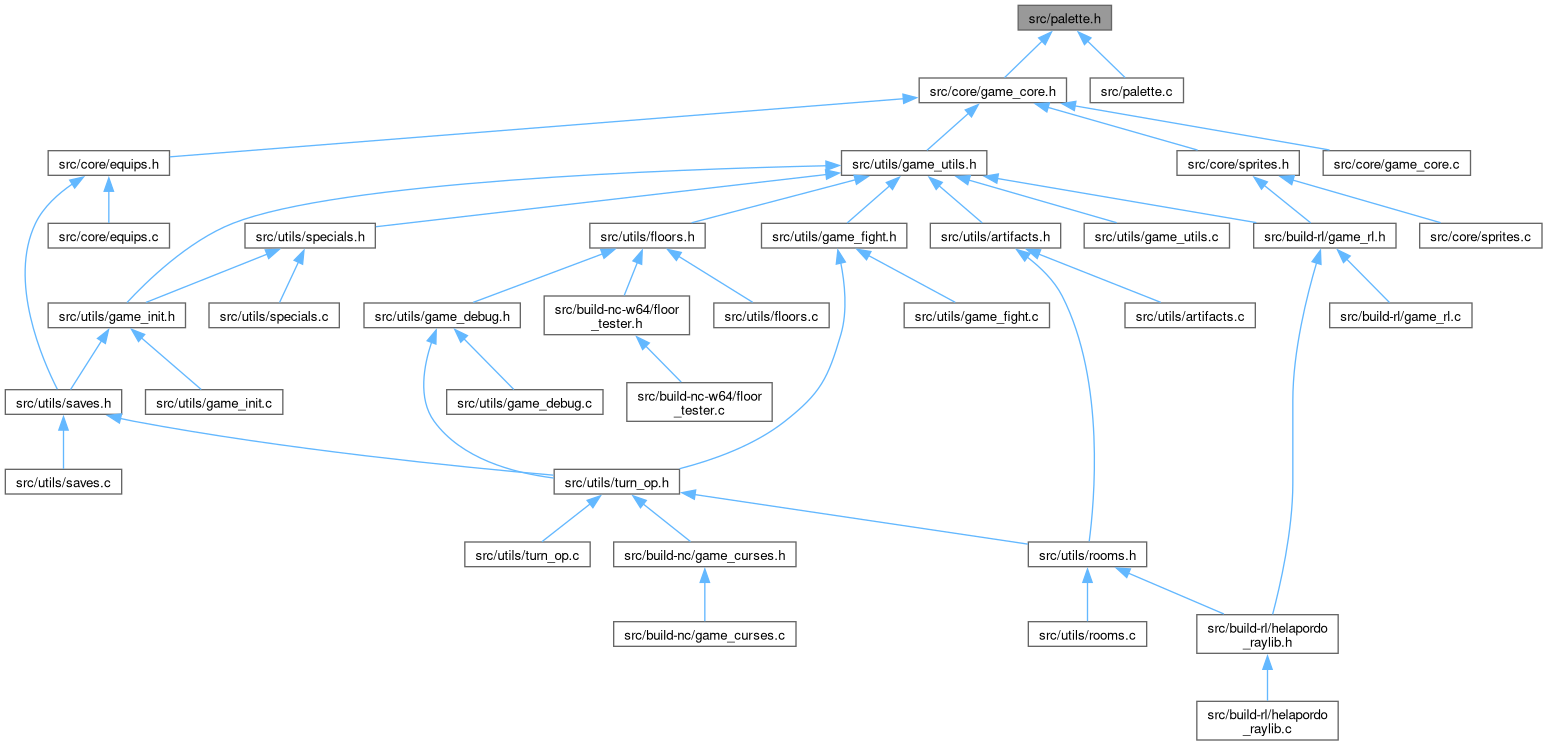 src/palette.h
src/core/game_core.h
src/palette.c
src/core/equips.h
src/utils/game_utils.h
src/core/sprites.h
src/core/game_core.c
src/core/equips.c
src/utils/specials.h
src/utils/floors.h
src/utils/game_fight.h
src/utils/artifacts.h
src/utils/game_utils.c
src/build-rl/game_rl.h
src/core/sprites.c
src/utils/game_init.h
src/utils/specials.c
src/utils/game_debug.h
src/build-nc-w64/floor
_tester.h
src/utils/floors.c
src/utils/game_fight.c
src/utils/artifacts.c
src/build-rl/game_rl.c
src/utils/saves.h
src/utils/game_init.c
src/utils/game_debug.c
src/build-nc-w64/floor
_tester.c
src/utils/saves.c
src/utils/turn_op.h
src/utils/turn_op.c
src/build-nc/game_curses.h
src/utils/rooms.h
src/build-nc/game_curses.c
src/utils/rooms.c
src/build-rl/helapordo
_raylib.h
src/build-rl/helapordo
_raylib.c